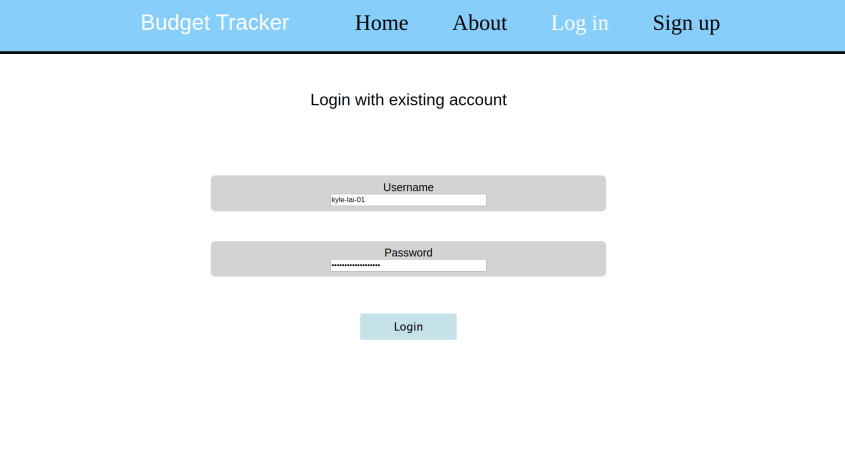 Budget Tracker Home About Log in Sign up
Login with existing account
Username
kyle-lai-01
Password
•••••••••••••••••••
Login